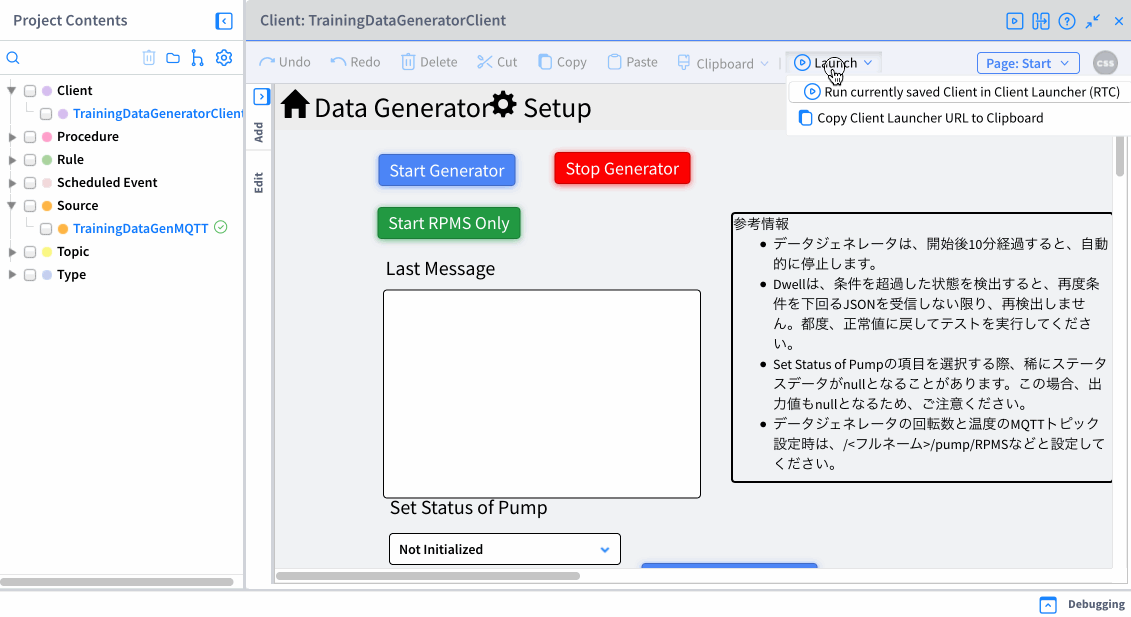 Project Contents
Client: TrainingDataGeneratorClient
Undo
Redo
Delete
Cut
Copy
Paste
Clipboard
Launch
Page: Start
CSS
Run currently saved Client in Client Launcher (RTC)
Copy Client Launcher URL to Clipboard
Client
TrainingDataGeneratorClient
Procedure
Rule
Scheduled Event
Source
TrainingDataGenMQTT
Topic
Type
Add
Edit
Data Generator Setup
Start Generator
Stop Generator
Start RPMS Only
Last Message
参考情報
データジェネレータは、開始後10分経過すると、自動
的に停止します。
Dwellは、条件を超過した状態を検出すると、再度条
件を下回るJSONを受信しない限り、再検出しませ
ん。都度、正常値に戻してテストを実行してくださ
い。
Set Status of Pumpの項目を選択する際、稀にステータ
スデータがnullとなることがあります。この場合、出
力値もnullとなるため、ご注意ください。
データジェネレータの回転数と温度のMQTTトピック
設定時は、/<フルネーム>/pump/RPMSなどと設定して
ください。
Set Status of Pump
Not Initialized
Debugging